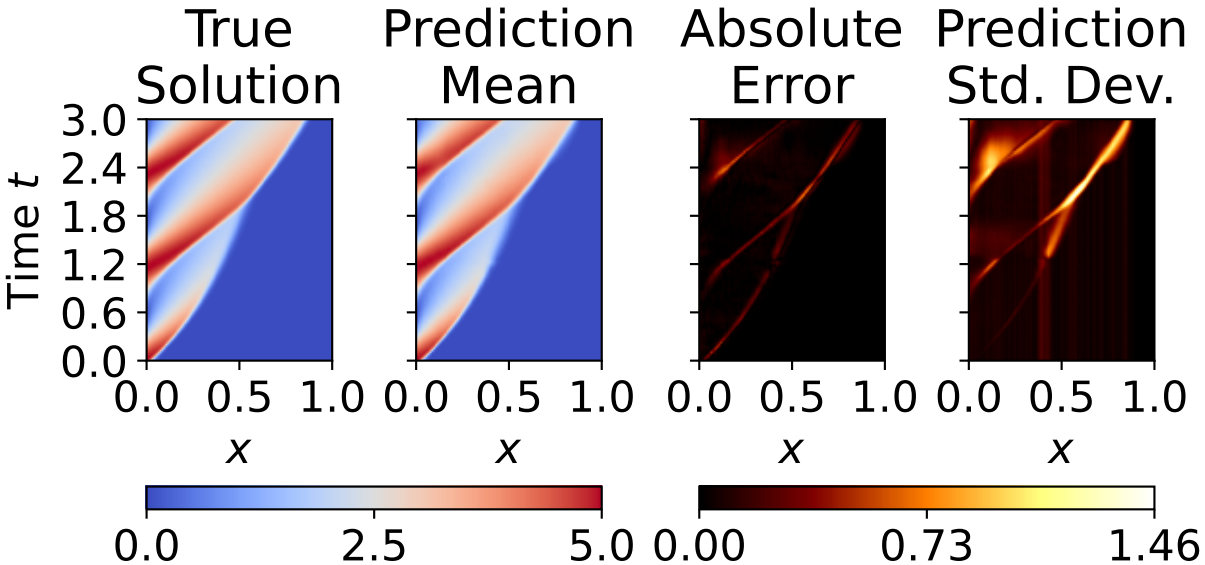 True Solution
Prediction Mean
Absolute Error
Prediction Std. Dev.
Time t
3.0
2.4
1.8
1.2
0.6
0.0
0.0 0.5 1.0
0.0 0.5 1.0
0.0 0.5 1.0
0.0 0.5 1.0
x
x
x
x
0.0 2.5 5.0
0.00 0.73 1.46